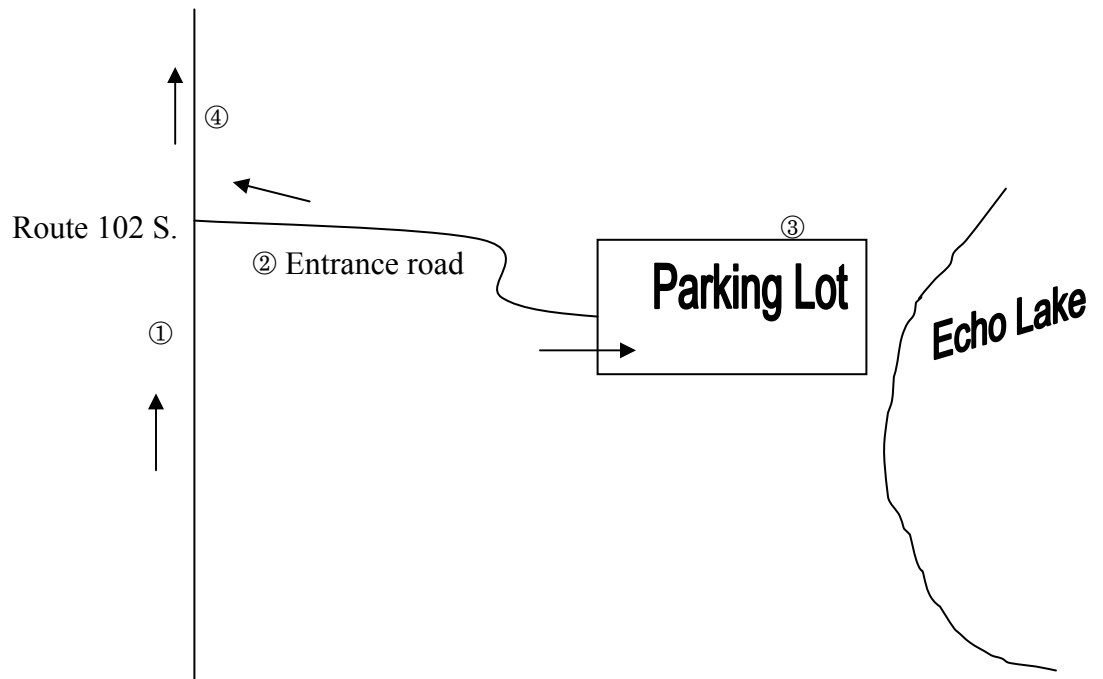 ④
Route 102 S.
③
② Entrance road
Parking Lot
Echo Lake
①